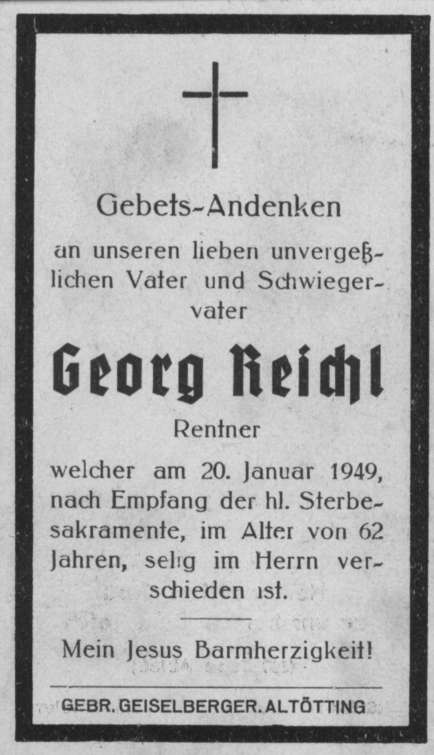 Gebets-Andenken
an unseren lieben unvergeß-
lichen Vater und Schwieger-
vater
Georg Reichl
Rentner
welcher am 20. Januar 1949,
nach Empfang der hl. Sterbe-
sakramente, im Alter von 62
Jahren, selig im Herrn ver-
schieden ist.
Mein Jesus Barmherzigkeit!
GEBR. GEISELBERGER. ALTÖTTING